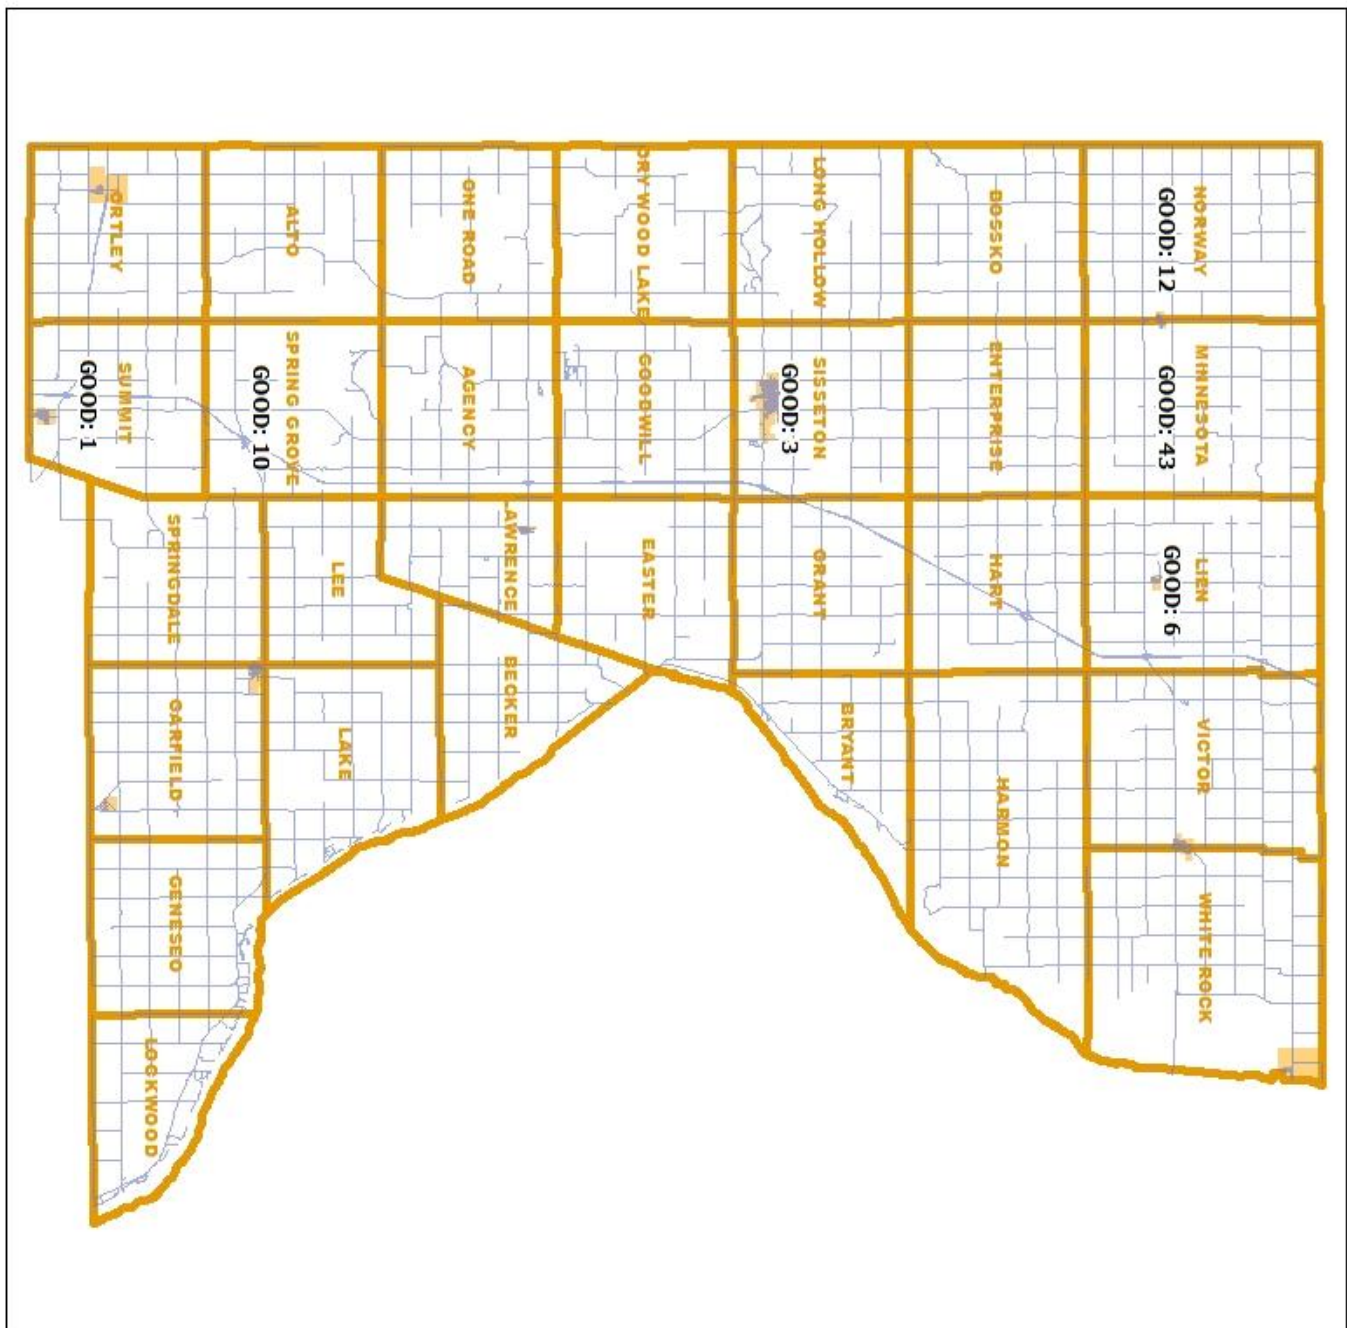 NORWAY
GOOD: 12
MINNESOTA
GOOD: 43
LIEN
GOOD: 6
VICTOR
WHITE ROCK
DOSSKO
ENTERPRISE
HART
HARMON
LONG HOLLOW
SISSETON
GOOD: 3
GRANT
BRYANT
DRY WOOD LAKE
GOODWILL
EASTER
ONE ROAD
AGENCY
LAWRENCE
BECKER
ALTO
SPRING GROVE
GOOD: 10
LEE
LAKE
ORTLEY
SUMMIT
GOOD: 1
SPRINGDALE
GARFIELD
GENESEO
LOCKWOOD